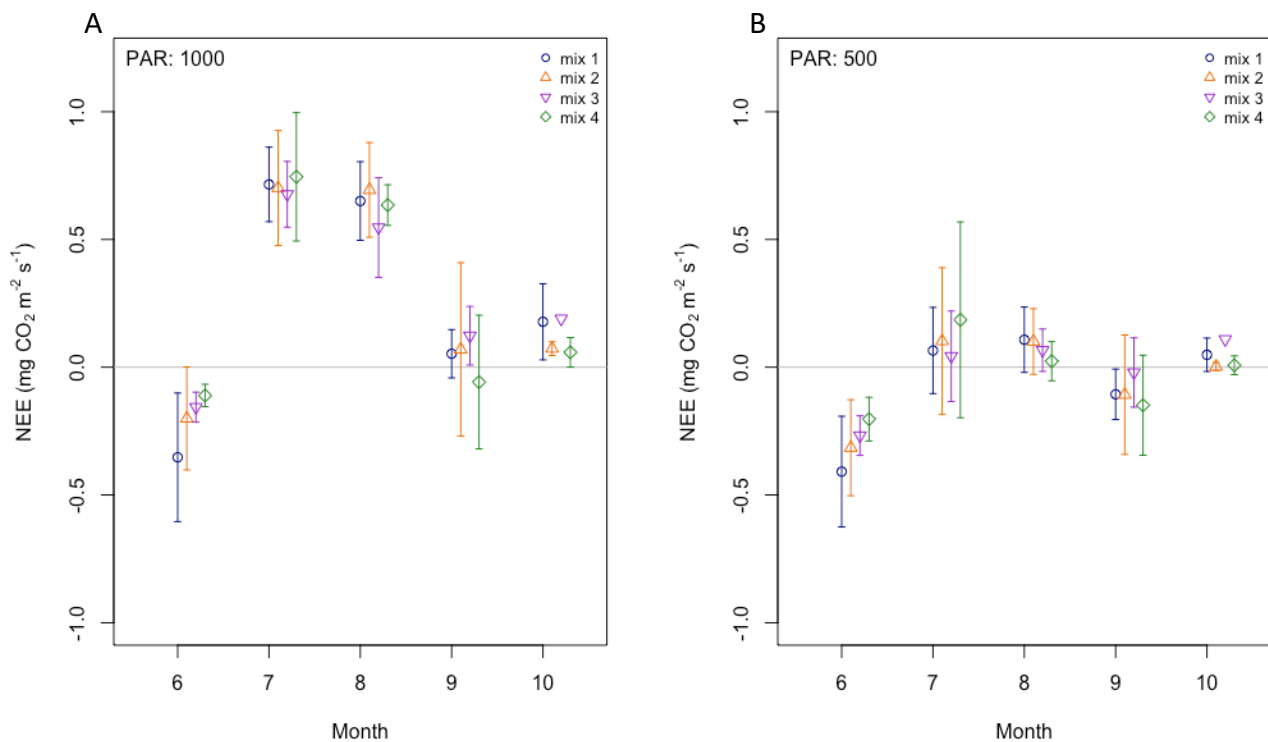 A
PAR: 1000
mix 1
mix 2
mix 3
mix 4
NEE (mg CO₂ m⁻² s⁻¹)
1.0
0.5
0.0
-0.5
-1.0
6 7 8 9 10
Month
B
PAR: 500
mix 1
mix 2
mix 3
mix 4
NEE (mg CO₂ m⁻² s⁻¹)
1.0
0.5
0.0
-0.5
-1.0
6 7 8 9 10
Month